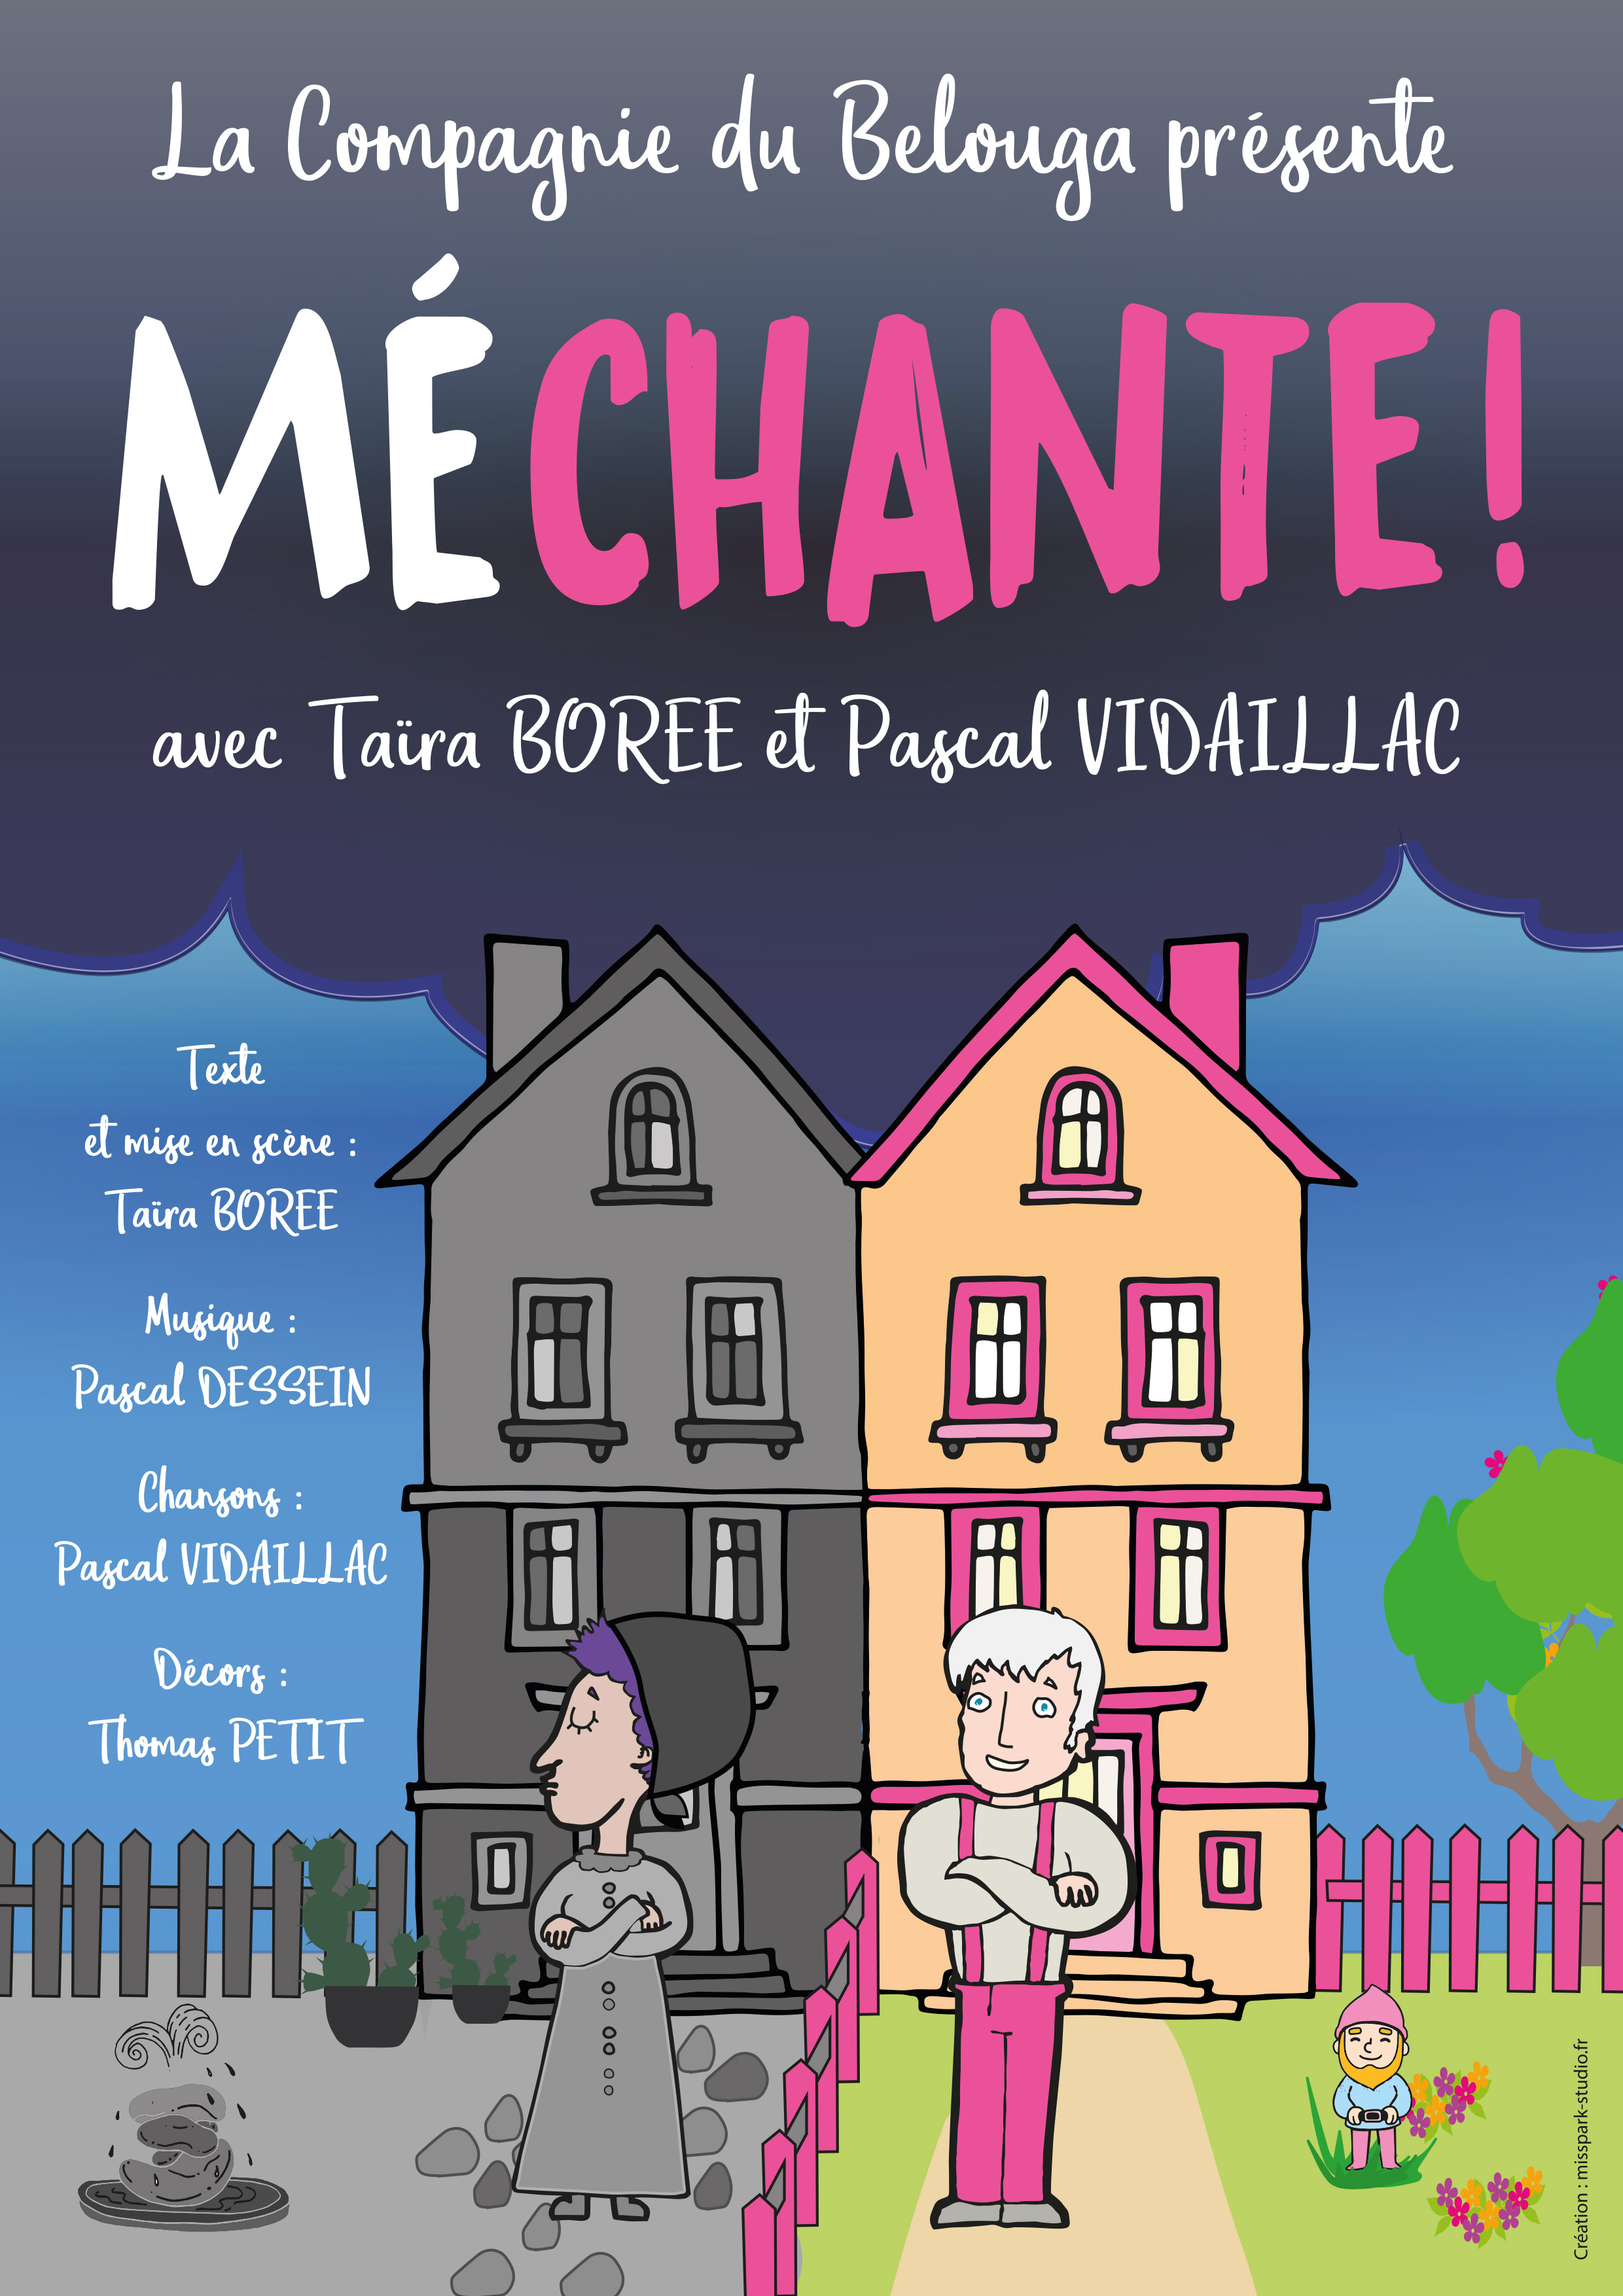 La Compagnie du Belouga présente
MÉCHANTE !
avec Taïra BOREE et Pascal VIDAILLAC
Texte
et mise en scène :
Taïra BOREE
Musique :
Pascal DESSEIN
Chansons :
Pascal VIDAILLAC
Décors :
Thomas PETIT
Création : misspark-studio.fr